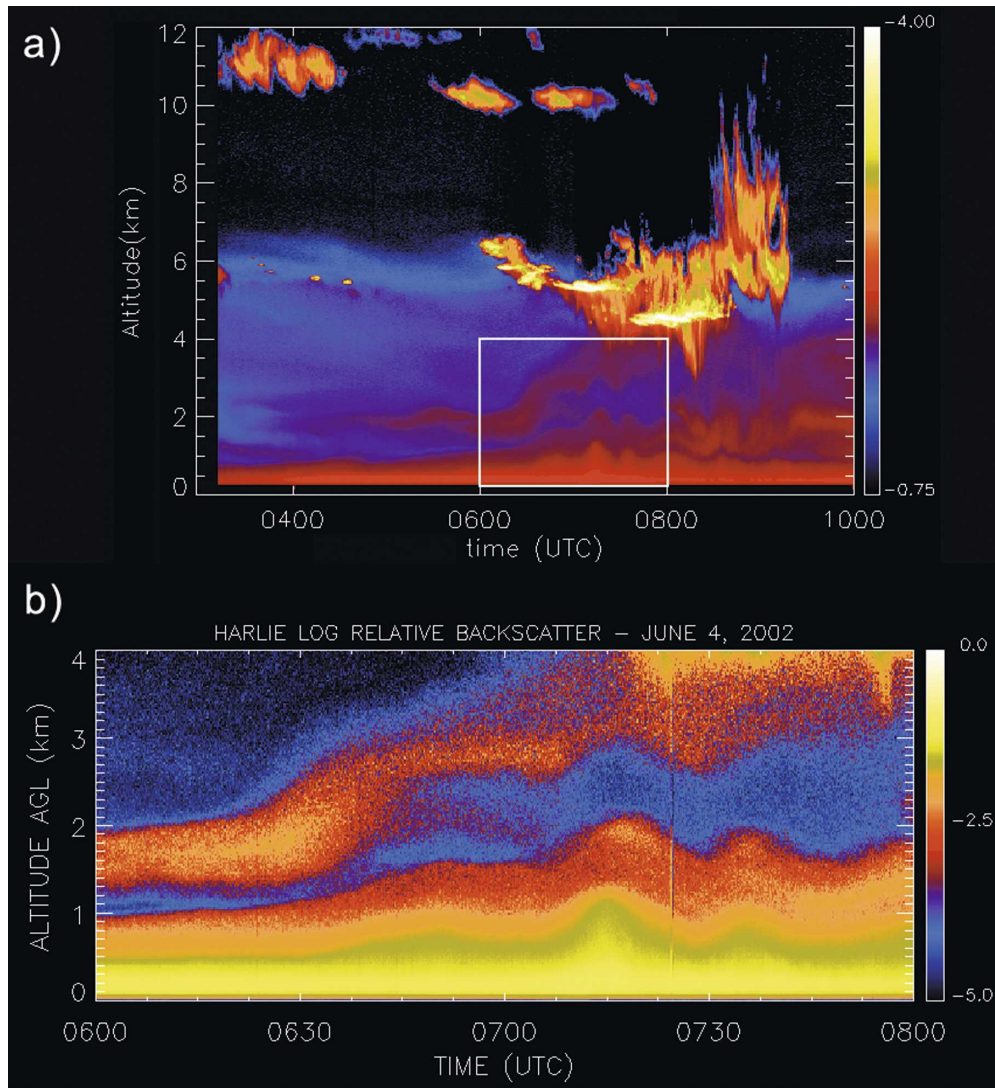 a)
12
10
8
6
4
2
0
Altitude(km)
0400 0600 0800 1000
time (UTC)
-4.00
-0.75
b)
HARLIE LOG RELATIVE BACKSCATTER – JUNE 4, 2002
4
3
2
1
0
ALTITUDE AGL (km)
0600 0630 0700 0730 0800
TIME (UTC)
0.0
-2.5
-5.0